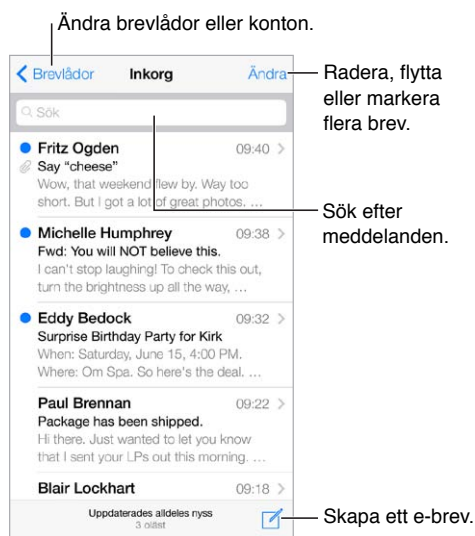 Ändra brevlådor eller konton.
Brevlådor Inkorg Ändra
Radera, flytta
eller markera
flera brev.
Sök
Fritz Ogden 09:40
Say “cheese”
Wow, that weekend flew by. Way too
short. But I got a lot of great photos. …
Sök efter
meddelanden.
Michelle Humphrey 09:38
Fwd: You will NOT believe this.
I can't stop laughing! To check this out,
turn the brightness up all the way, …
Eddy Bedock 09:32
Surprise Birthday Party for Kirk
When: Saturday, June 15, 4:00 PM.
Where: Om Spa. So here's the deal. …
Paul Brennan 09:22
Package has been shipped.
Hi there. Just wanted to let you know
that I sent your LPs out this morning. …
Blair Lockhart 09:18
Uppdaterades alldeles nyss
3 oläst
Skapa ett e-brev.